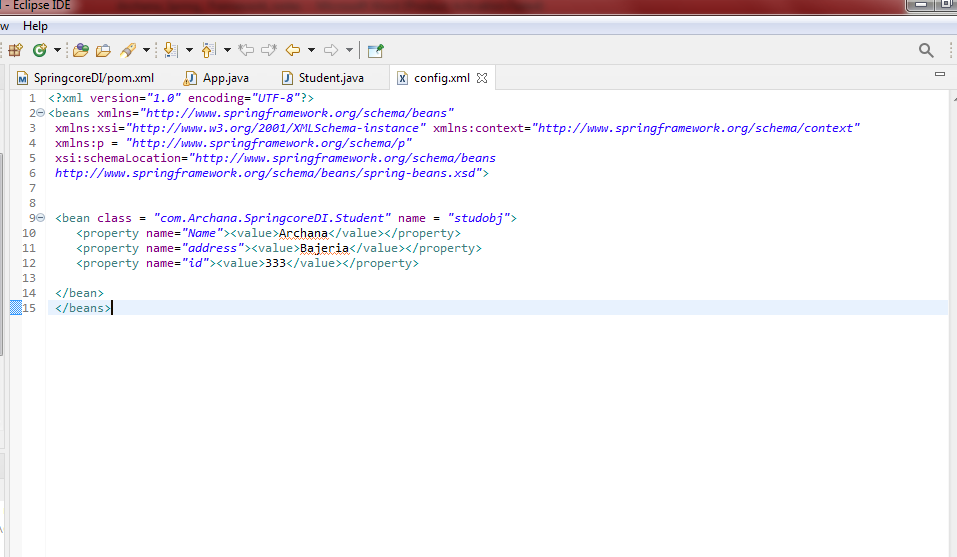 - Eclipse IDE
w Help
SpringcoreDI/pom.xml App.java Student.java config.xml
1 <?xml version="1.0" encoding="UTF-8"?>
2 <beans xmlns="http://www.springframework.org/schema/beans"
3 xmlns:xsi="http://www.w3.org/2001/XMLSchema-instance" xmlns:context="http://www.springframework.org/schema/context"
4 xmlns:p = "http://www.springframework.org/schema/p"
5 xsi:schemaLocation="http://www.springframework.org/schema/beans
6 http://www.springframework.org/schema/beans/spring-beans.xsd">
7
8
9 <bean class = "com.Archana.SpringcoreDI.Student" name = "studobj">
10 <property name="Name"><value>Archana</value></property>
11 <property name="address"><value>Bajeria</value></property>
12 <property name="id"><value>333</value></property>
13
14 </bean>
15 </beans>